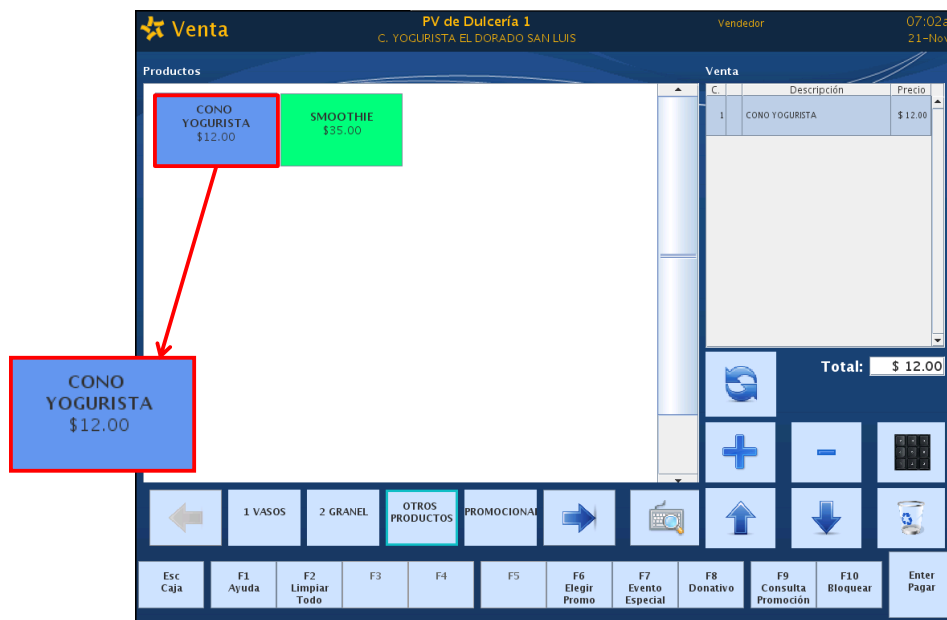 Venta
PV de Dulcería 1
C. YOGURISTA EL DORADO SAN LUIS
Vendedor
07:02a
21-Nov
Productos
CONO
YOGURISTA
$12.00
SMOOTHIE
$35.00
Venta
C. Descripción Precio
1 CONO YOGURISTA $ 12.00
CONO
YOGURISTA
$12.00
Total: $ 12.00
1 VASOS
2 GRANEL
OTROS
PRODUCTOS
PROMOCIONA
Esc
Caja
F1
Ayuda
F2
Limpiar
Todo
F3
F4
F5
F6
Elegir
Promo
F7
Evento
Especial
F8
Donativo
F9
Consulta
Promoción
F10
Bloquear
Enter
Pagar